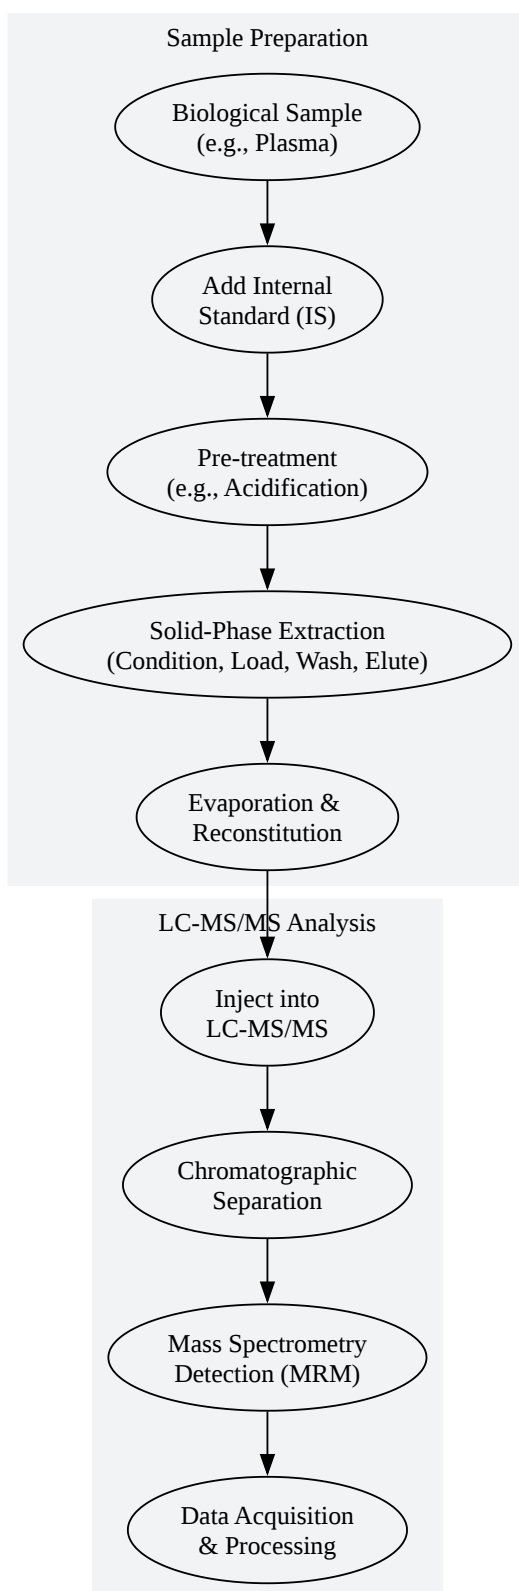 Sample Preparation
Biological Sample
(e.g., Plasma)
Add Internal
Standard (IS)
Pre-treatment
(e.g., Acidification)
Solid-Phase Extraction
(Condition, Load, Wash, Elute)
Evaporation &
Reconstitution
LC-MS/MS Analysis
Inject into
LC-MS/MS
Chromatographic
Separation
Mass Spectrometry
Detection (MRM)
Data Acquisition
& Processing